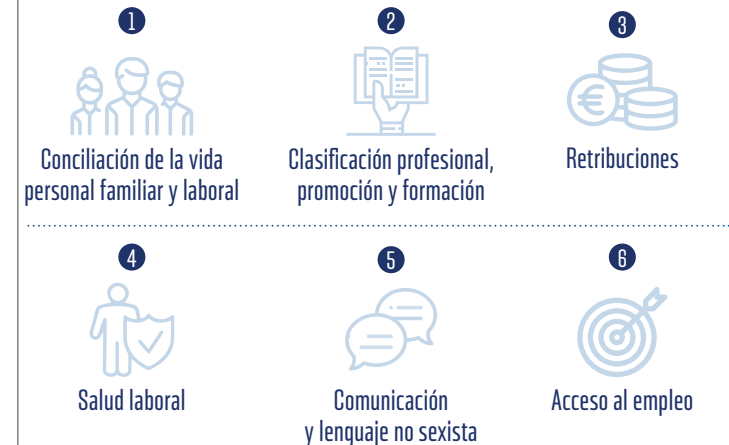 1
Conciliación de la vida
personal familiar y laboral
2
Clasificación profesional,
promoción y formación
3
€
Retribuciones
4
Salud laboral
5
Comunicación
y lenguaje no sexista
6
Acceso al empleo